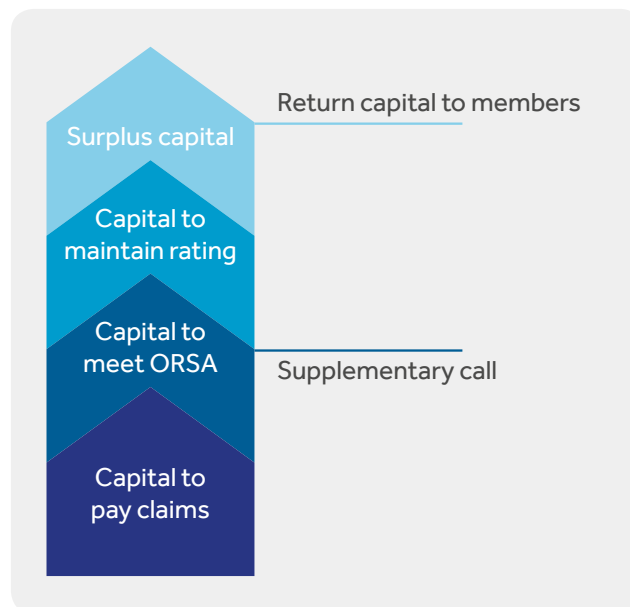 Return capital to members
Surplus capital
Capital to
maintain rating
Capital to
meet ORSA
Supplementary call
Capital to
pay claims